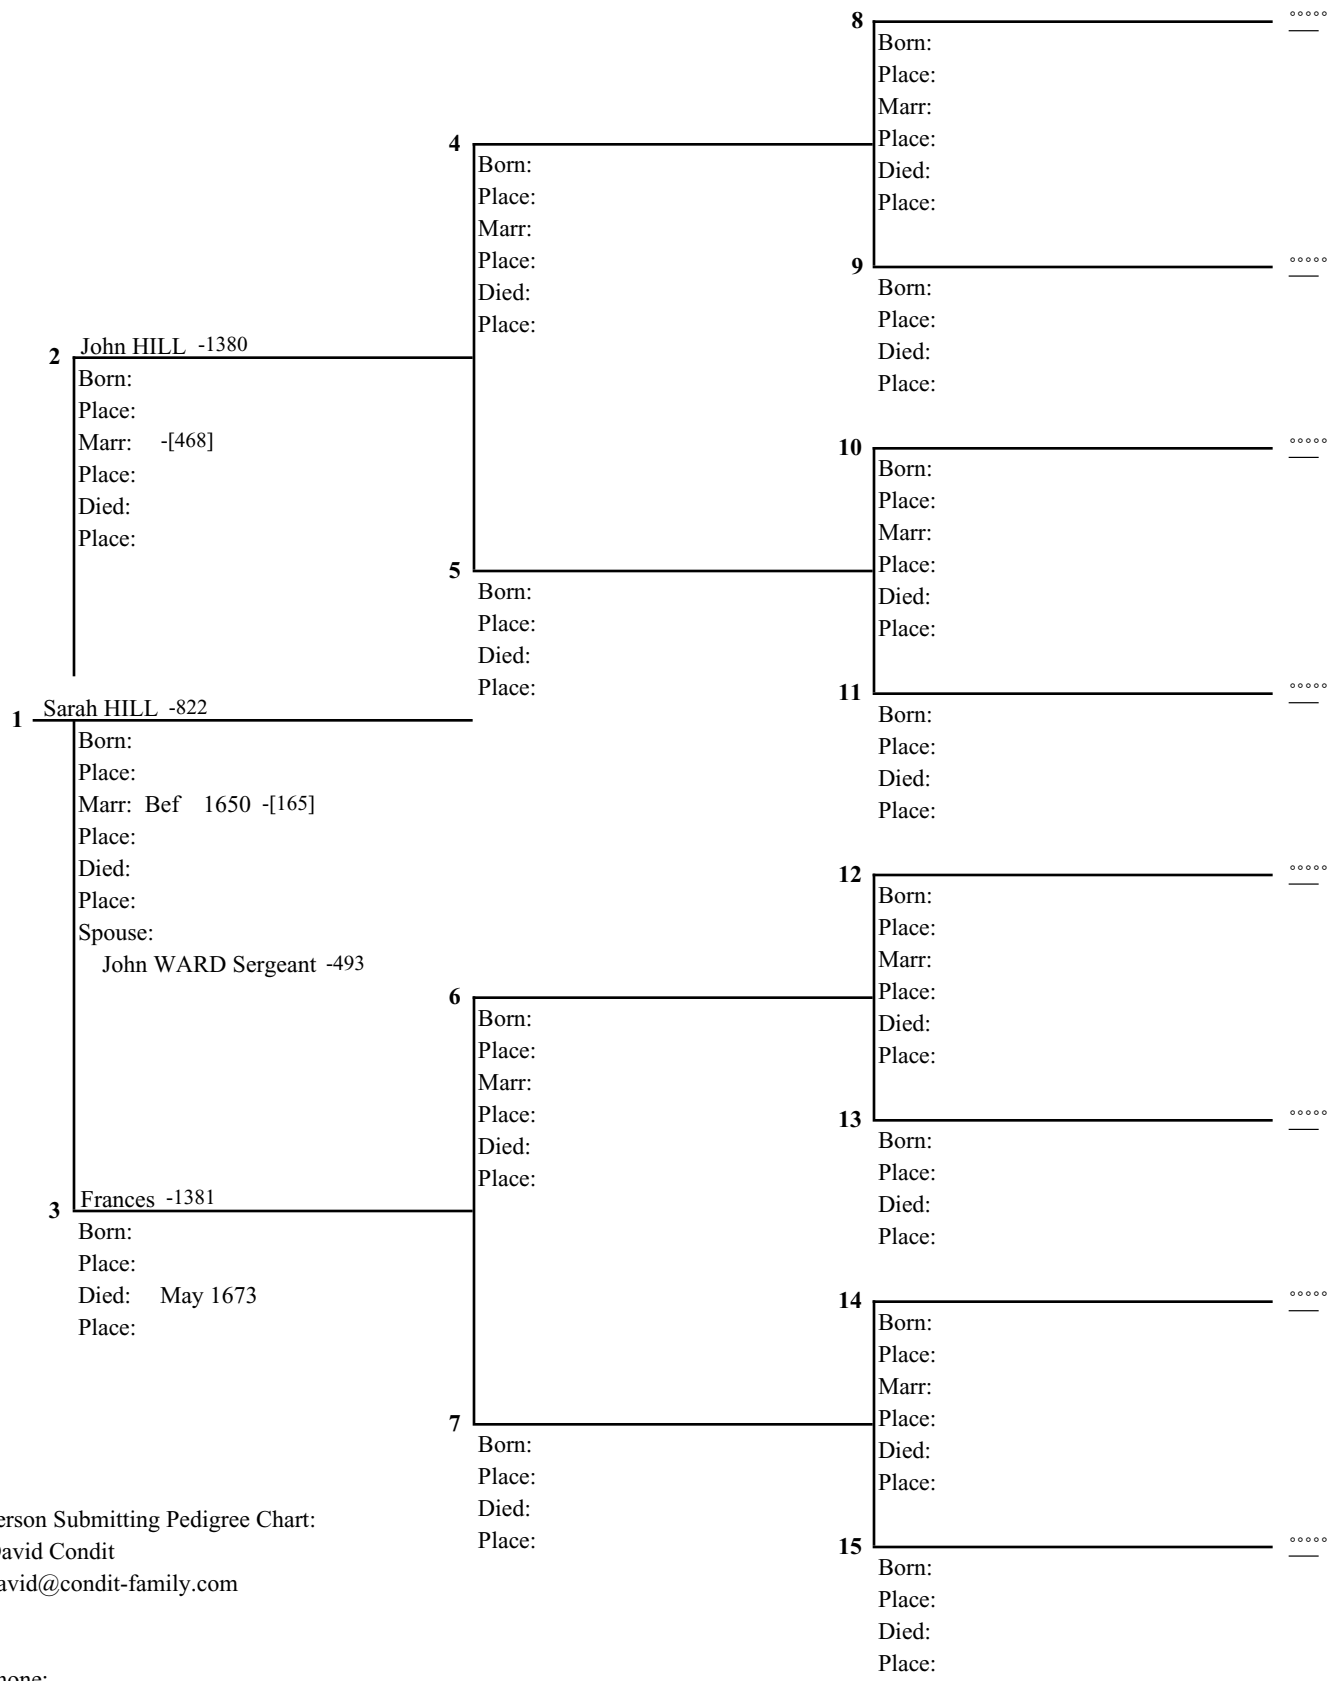 8 °°°°°
Born:
Place:
Marr:
Place:
Died:
Place:
4
Born:
Place:
Marr:
Place:
Died:
Place:
9 °°°°°
Born:
Place:
Died:
Place:
2 John HILL -1380
Born:
Place:
Marr: -[468]
Place:
Died:
Place:
10 °°°°°
Born:
Place:
Marr:
Place:
Died:
Place:
5
Born:
Place:
Died:
Place:
11 °°°°°
Born:
Place:
Died:
Place:
1 Sarah HILL -822
Born:
Place:
Marr: Bef 1650 -[165]
Place:
Died:
Place:
Spouse:
John WARD Sergeant -493
12 °°°°°
Born:
Place:
Marr:
Place:
Died:
Place:
6
Born:
Place:
Marr:
Place:
Died:
Place:
13 °°°°°
Born:
Place:
Died:
Place:
3 Frances -1381
Born:
Place:
Died: May 1673
Place:
14 °°°°°
Born:
Place:
Marr:
Place:
Died:
Place:
7
Born:
Place:
Died:
Place:
15 °°°°°
Born:
Place:
Died:
Place:
erson Submitting Pedigree Chart:
avid Condit
avid@condit-family.com
none: